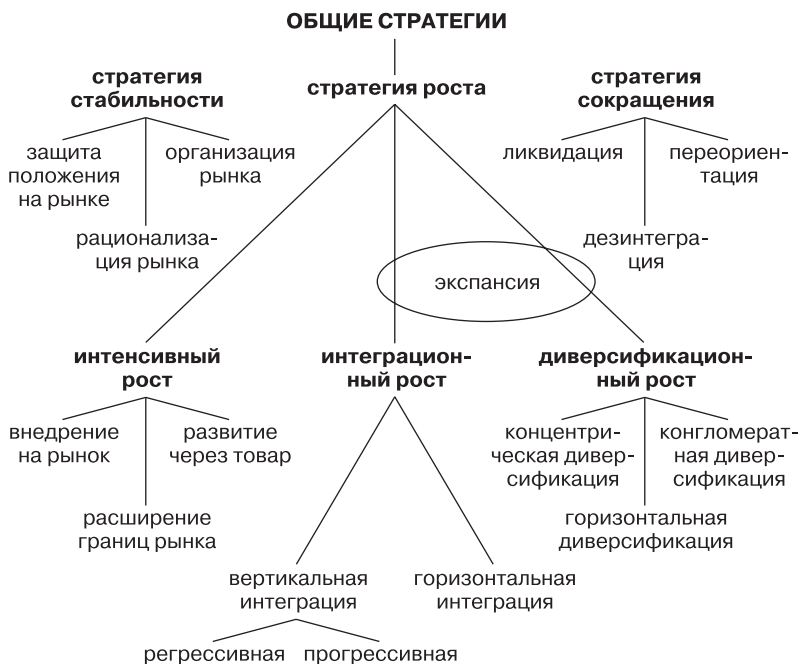 ОБЩИЕ СТРАТЕГИИ
стратегия
стабильности
стратегия роста
стратегия
сокращения
защита
положения
на рынке
организация
рынка
рационализа-
ция рынка
ликвидация
переориен-
тация
дезинтегра-
ция
экспансия
интенсивный
рост
интеграцион-
ный рост
диверсификацион-
ный рост
внедрение
на рынок
развитие
через товар
расширение
границ рынка
концентри-
ческая дивер-
сификация
конгломерат-
ная дивер-
сификация
горизонтальная
диверсификация
вертикальная
интеграция
горизонтальная
интеграция
регрессивная
прогрессивная